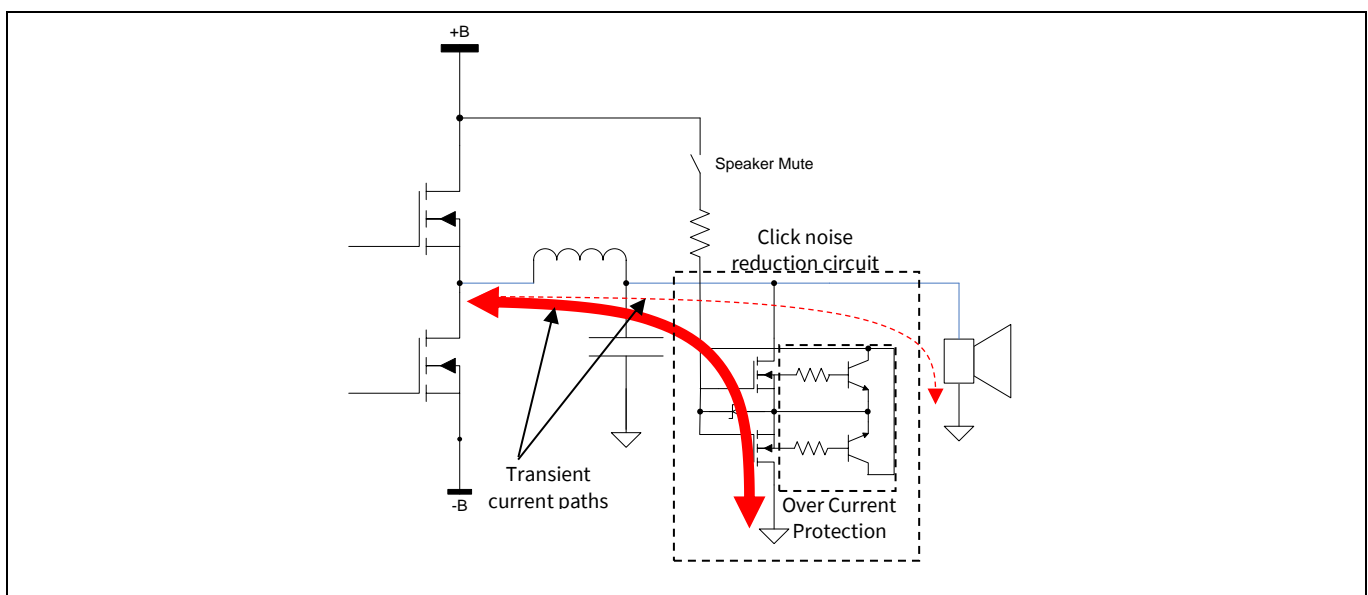 +B
Speaker Mute
Click noise
reduction circuit
Transient
current paths
-B
Over Current
Protection